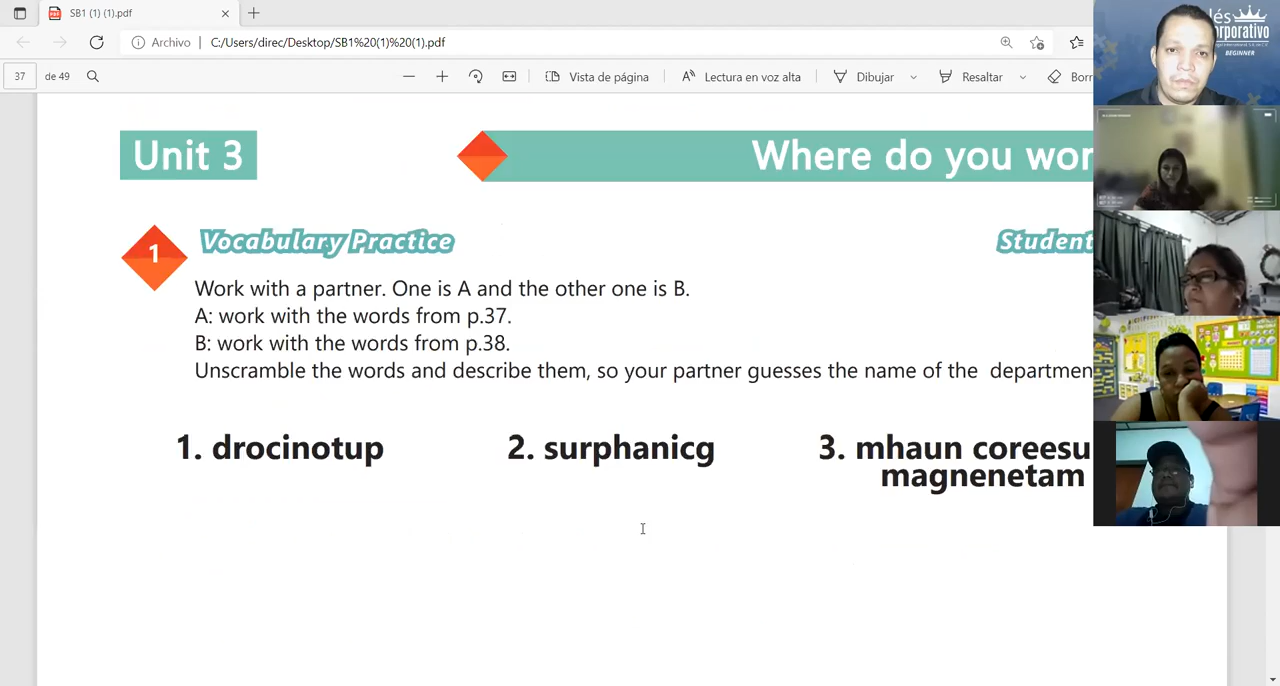 SB1 (1) (1).pdf
Archivo C:/Users/direc/Desktop/SB1%20(1)%20(1).pdf
37 de 49 Vista de página Lectura en voz alta Dibujar Resaltar Borr
Unit 3 Where do you wor
1 Vocabulary Practice Student
Work with a partner. One is A and the other one is B.
A: work with the words from p.37.
B: work with the words from p.38.
Unscramble the words and describe them, so your partner guesses the name of the departmen
1. drocinotup 2. surphanicg 3. mhaun coreesu
magnenetam
lés
orporativo
BEGINNER